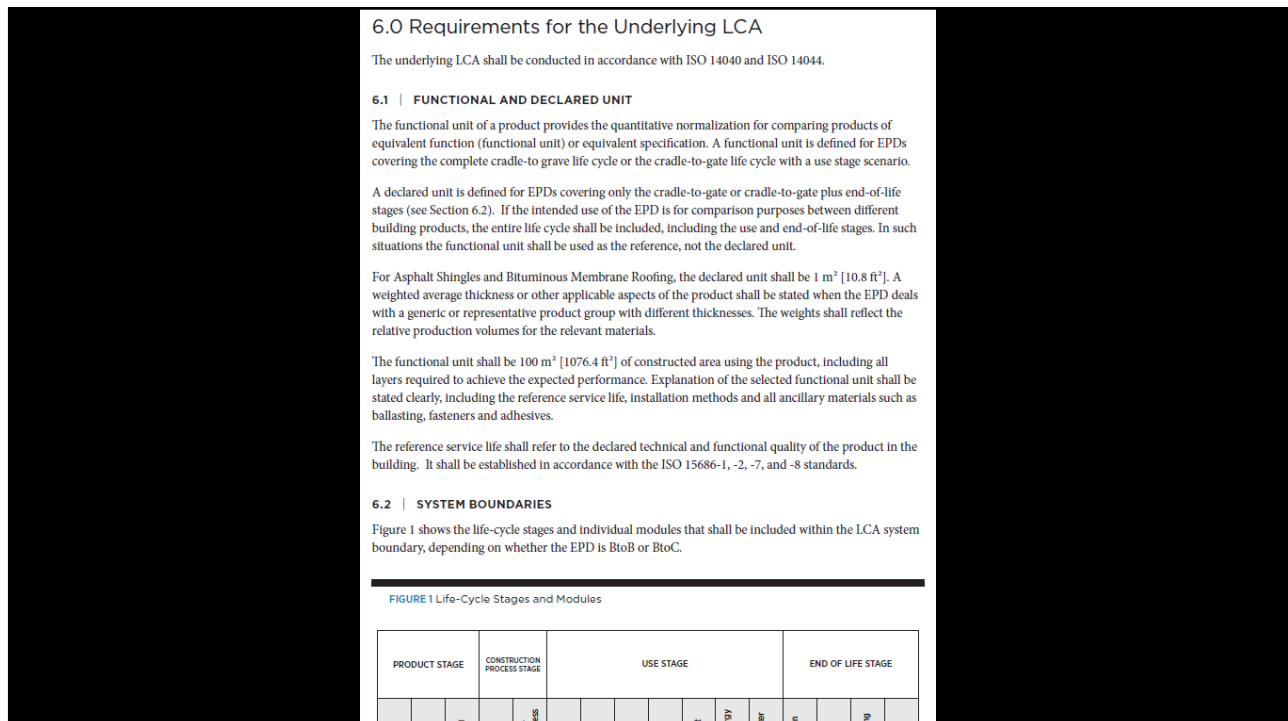 6.0 Requirements for the Underlying LCA
The underlying LCA shall be conducted in accordance with ISO 14040 and ISO 14044.
6.1 | FUNCTIONAL AND DECLARED UNIT
The functional unit of a product provides the quantitative normalization for comparing products of
equivalent function (functional unit) or equivalent specification. A functional unit is defined for EPDs
covering the complete cradle-to grave life cycle or the cradle-to-gate life cycle with a use stage scenario.
A declared unit is defined for EPDs covering only the cradle-to-gate or cradle-to-gate plus end-of-life
stages (see Section 6.2). If the intended use of the EPD is for comparison purposes between different
building products, the entire life cycle shall be included, including the use and end-of-life stages. In such
situations the functional unit shall be used as the reference, not the declared unit.
For Asphalt Shingles and Bituminous Membrane Roofing, the declared unit shall be 1 m² [10.8 ft²]. A
weighted average thickness or other applicable aspects of the product shall be stated when the EPD deals
with a generic or representative product group with different thicknesses. The weights shall reflect the
relative production volumes for the relevant materials.
The functional unit shall be 100 m² [1076.4 ft²] of constructed area using the product, including all
layers required to achieve the expected performance. Explanation of the selected functional unit shall be
stated clearly, including the reference service life, installation methods and all ancillary materials such as
ballasting, fasteners and adhesives.
The reference service life shall refer to the declared technical and functional quality of the product in the
building. It shall be established in accordance with the ISO 15686-1, -2, -7, and -8 standards.
6.2 | SYSTEM BOUNDARIES
Figure 1 shows the life-cycle stages and individual modules that shall be included within the LCA system
boundary, depending on whether the EPD is BtoB or BtoC.
FIGURE 1 Life-Cycle Stages and Modules
PRODUCT STAGE
CONSTRUCTION
PROCESS STAGE
USE STAGE
END OF LIFE STAGE